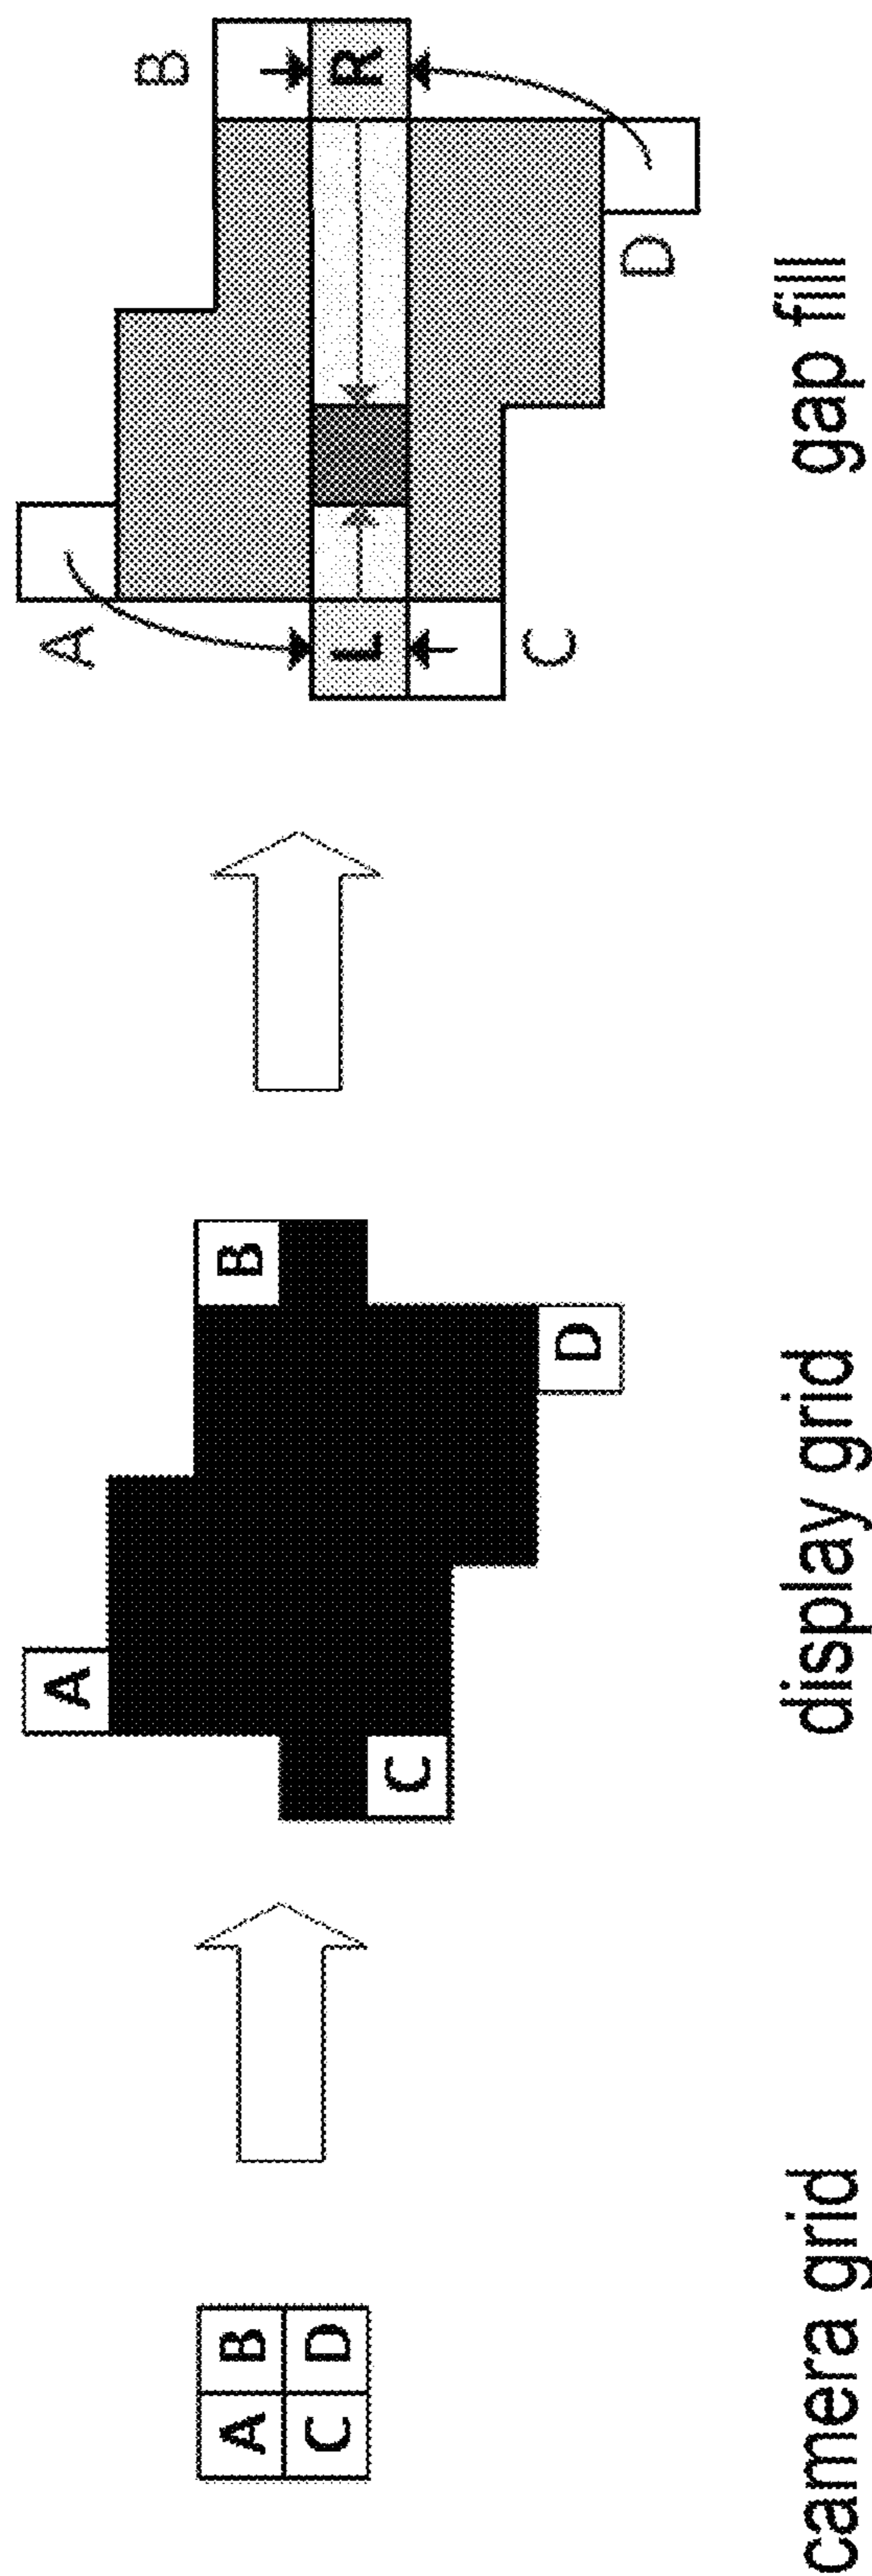 A B
C D
camera grid
A
B
C
D
display grid
A
B
L R
C
D
gap fill